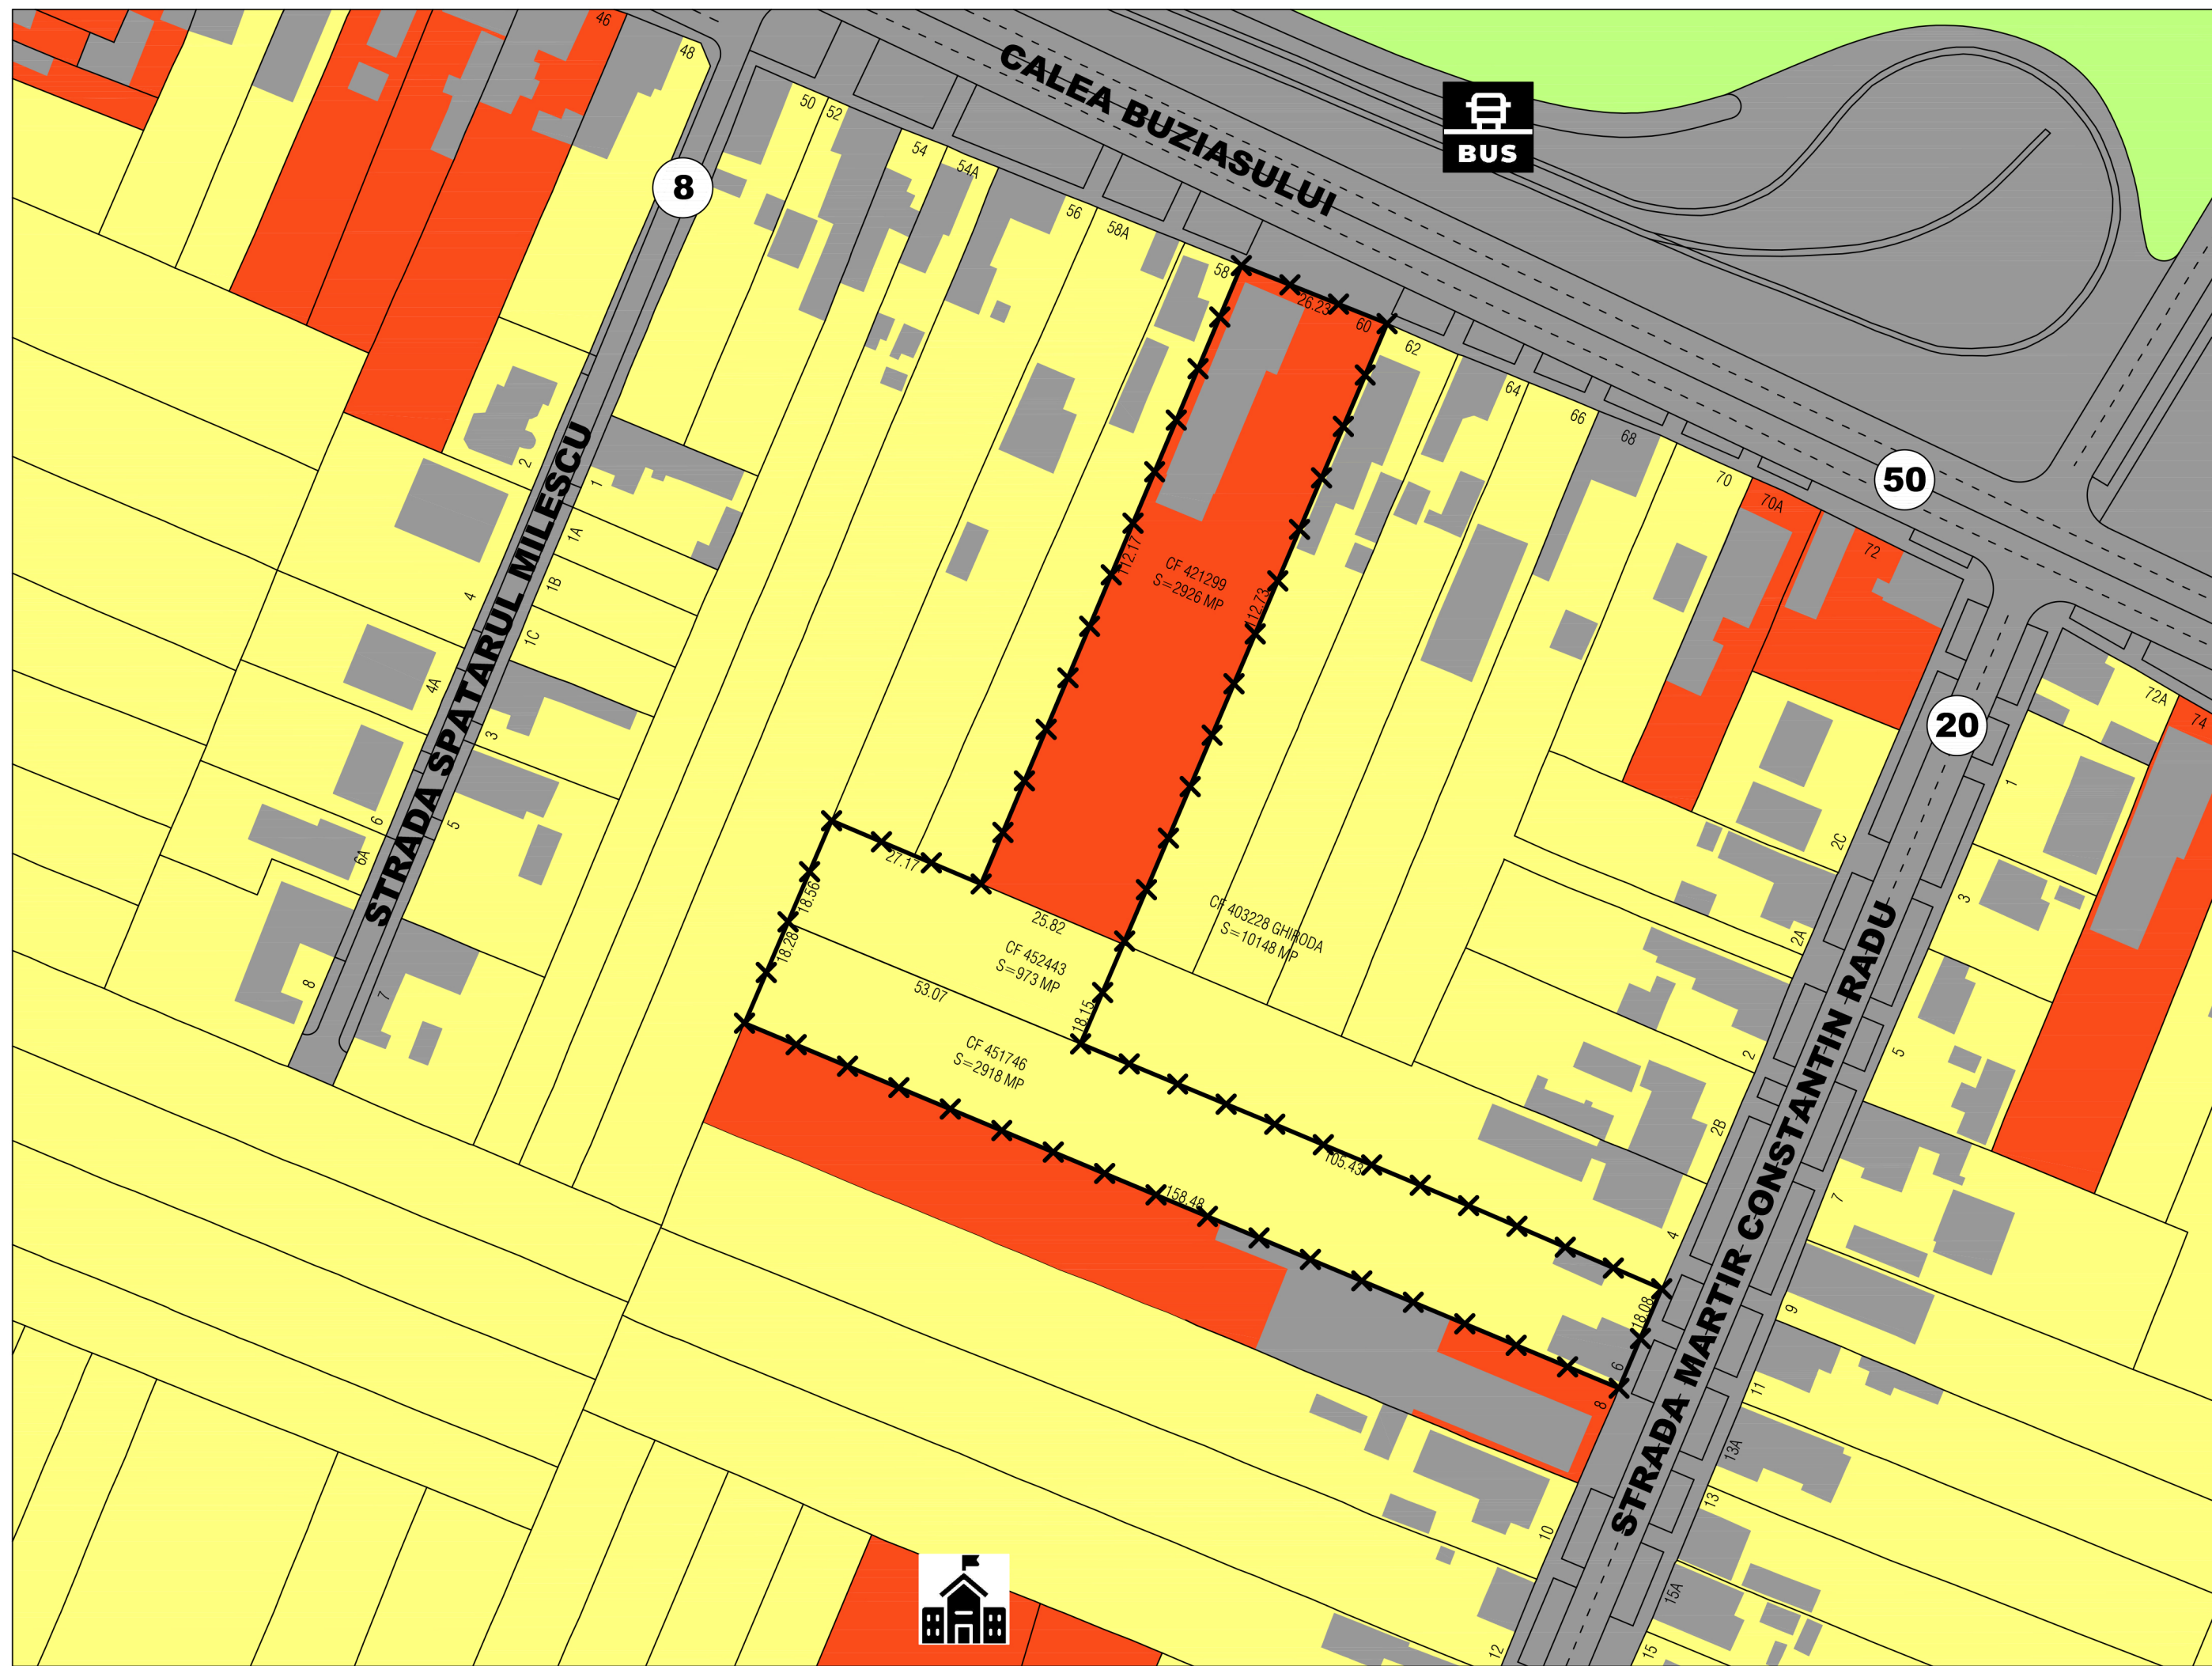 46
48
50
52
54
54A
56
58A
58
CALEA BUZIASULUI
BUS
8
26.23
60
62
64
66
68
70
70A
72
72A
74
50
20
STRADA SPATARUL MILESCU
2
1
1A
1B
1C
4
4A
3
5
6
6A
8
7
112.17
112.73
CF 421299
S=2926 MP
27.17
18.56
18.28
25.82
CF 452443
S=973 MP
CF 403228 GHIRODA
S=10148 MP
53.07
18.15
CF 451746
S=2918 MP
105.43
158.48
18.08
STRADA MARTIR CONSTANTIN RADU
2C
2A
2
2B
4
6
8
10
12
1
3
5
7
9
11
13A
13
15A
15